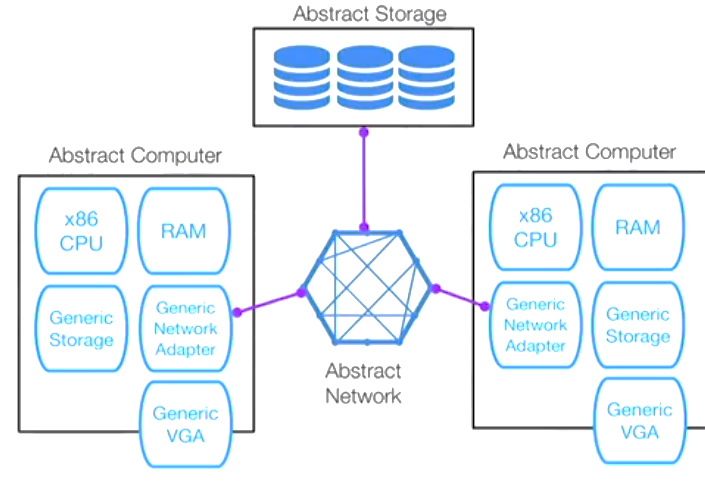 Abstract Storage
Abstract Computer
x86
CPU
RAM
Generic
Storage
Generic
Network
Adapter
Generic
VGA
Abstract
Network
Abstract Computer
x86
CPU
RAM
Generic
Network
Adapter
Generic
Storage
Generic
VGA